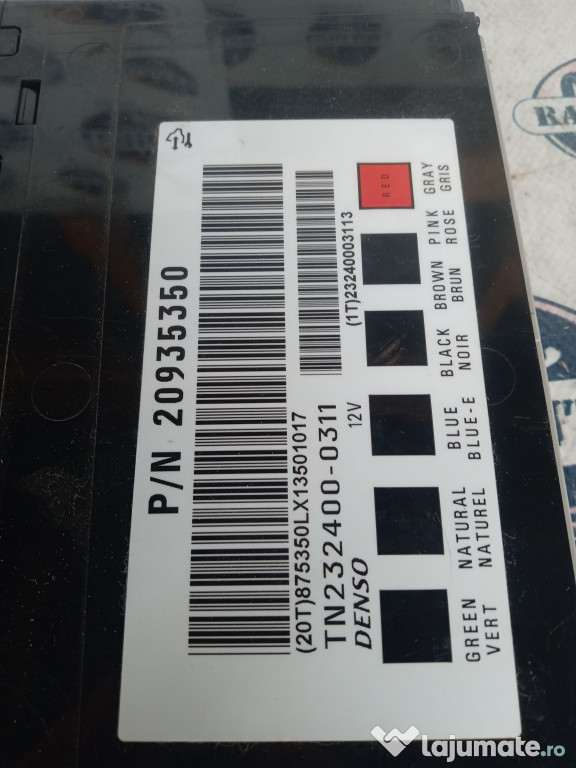 P/N 20935350
(20T)875350LX13501017
(1T)23240003113
TN232400-0311
12V
DENSO
GREEN
VERT
NATURAL
NATUREL
BLUE
BLUE-E
BLACK
NOIR
BROWN
BRUN
PINK
ROSE
GRAY
GRIS
RED
lajumate.ro